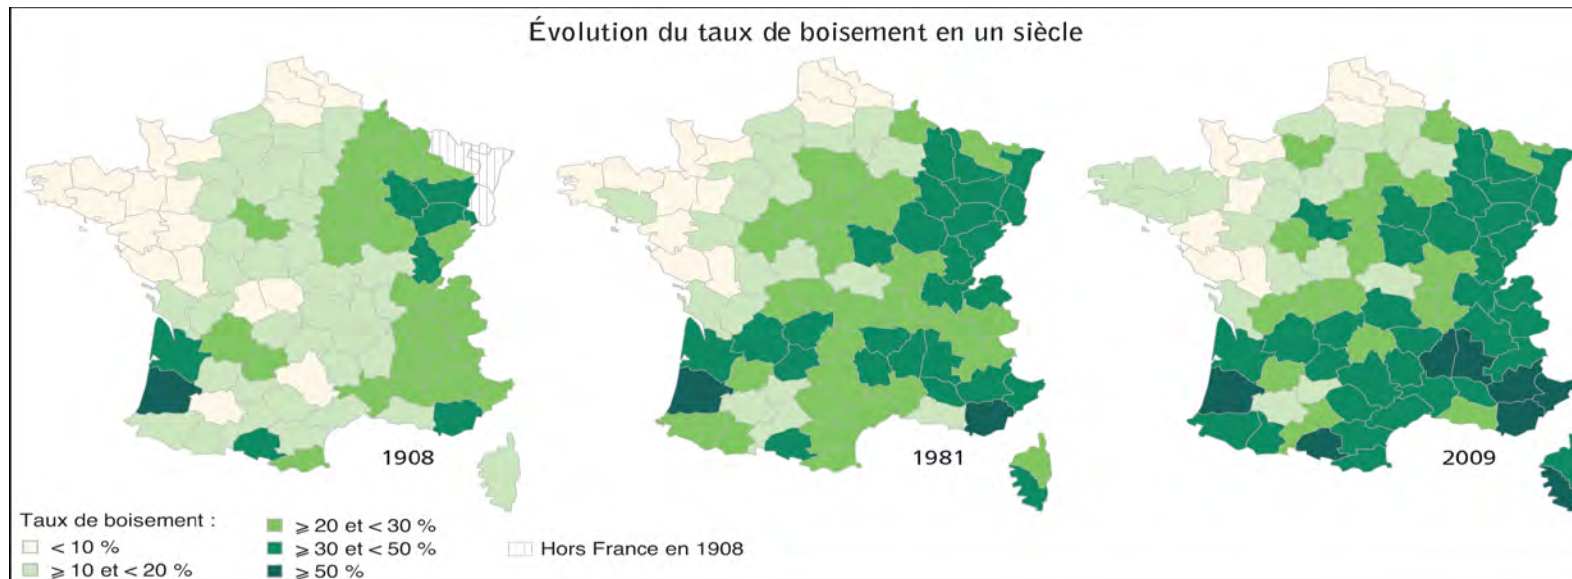 Évolution du taux de boisement en un siècle
1908
1981
2009
Taux de boisement :
< 10 %
⩾ 10 et < 20 %
⩾ 20 et < 30 %
⩾ 30 et < 50 %
⩾ 50 %
Hors France en 1908